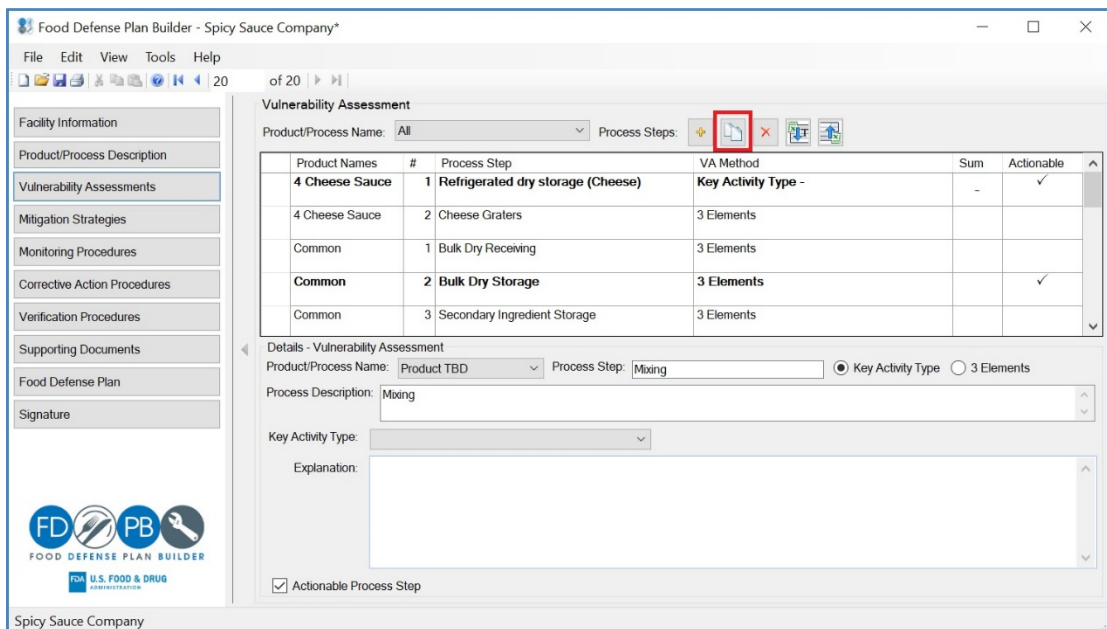 Food Defense Plan Builder - Spicy Sauce Company*
File Edit View Tools Help
20 of 20
Facility Information
Product/Process Description
Vulnerability Assessments
Mitigation Strategies
Monitoring Procedures
Corrective Action Procedures
Verification Procedures
Supporting Documents
Food Defense Plan
Signature
FD PB
FOOD DEFENSE PLAN BUILDER
FDA U.S. FOOD & DRUG
ADMINISTRATION
Vulnerability Assessment
Product/Process Name: All Process Steps:
Product Names # Process Step VA Method Sum Actionable
4 Cheese Sauce 1 Refrigerated dry storage (Cheese) Key Activity Type - - ✓
4 Cheese Sauce 2 Cheese Graters 3 Elements
Common 1 Bulk Dry Receiving 3 Elements
Common 2 Bulk Dry Storage 3 Elements ✓
Common 3 Secondary Ingredient Storage 3 Elements
Details - Vulnerability Assessment
Product/Process Name: Product TBD Process Step: Mixing Key Activity Type 3 Elements
Process Description: Mixing
Key Activity Type:
Explanation:
Actionable Process Step
Spicy Sauce Company